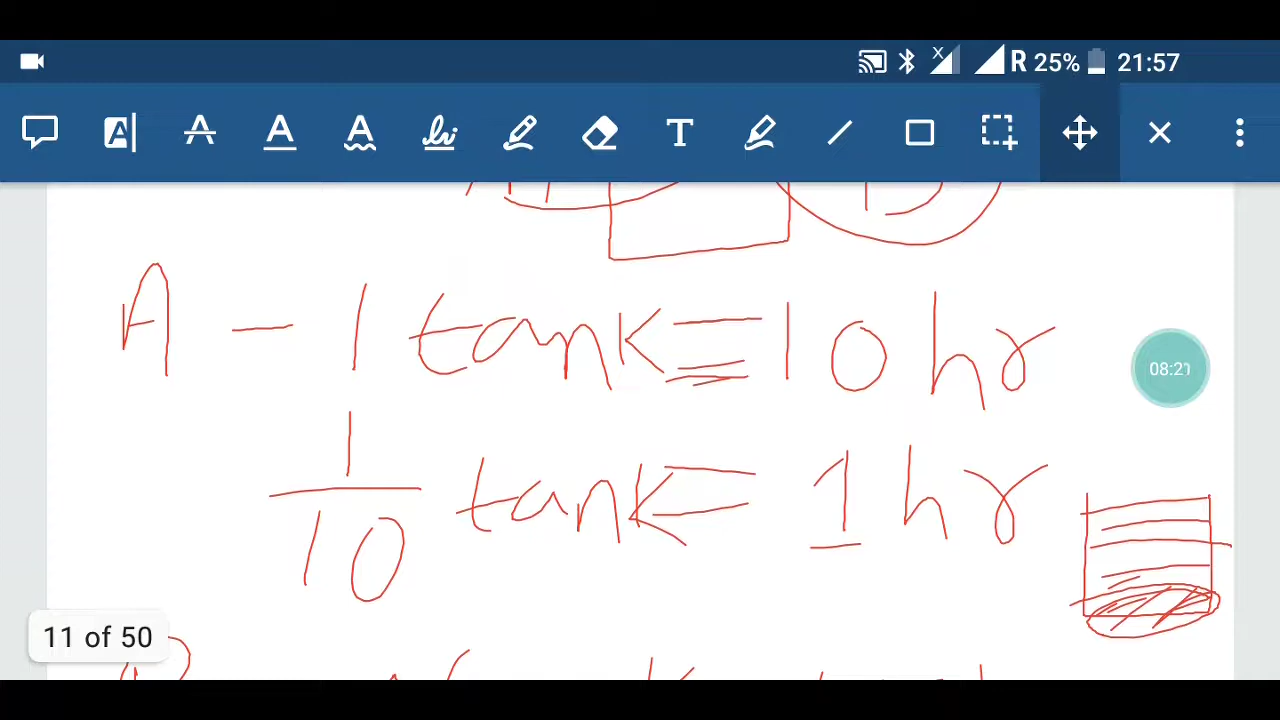 R 25% 21:57
A T
A - 1 tank = 10 hr
08:21
1/10 tank = 1 hr
11 of 50